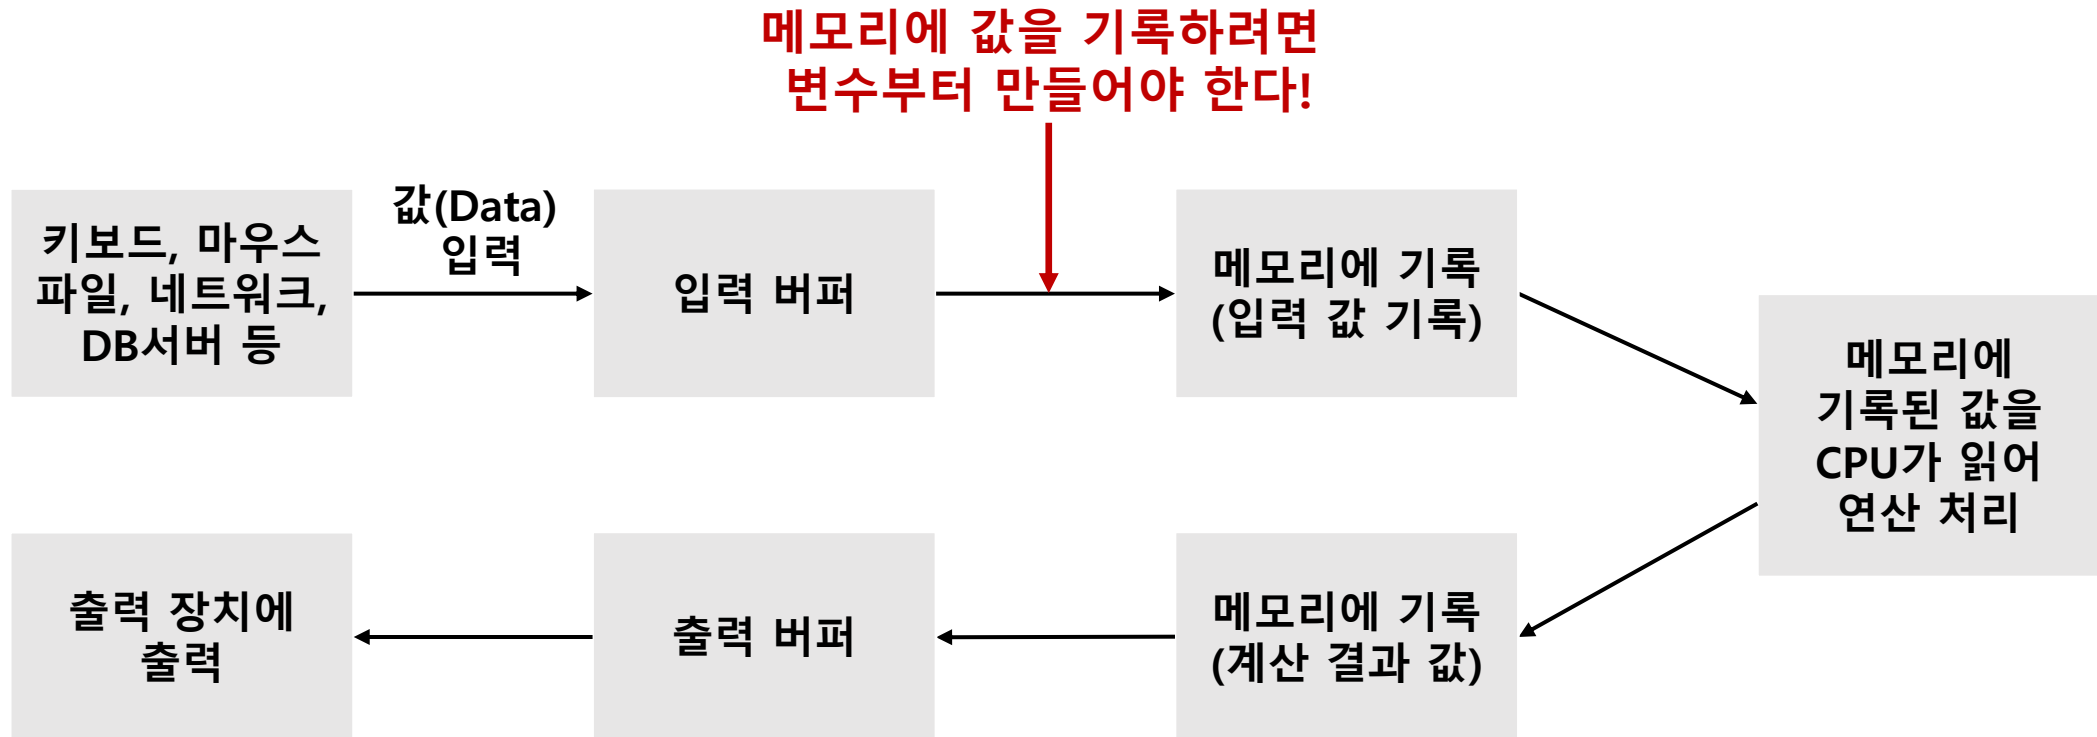 메모리에 값을 기록하려면
변수부터 만들어야 한다!
키보드, 마우스
파일, 네트워크,
DB서버 등
값(Data)
입력
입력 버퍼
메모리에 기록
(입력 값 기록)
메모리에
기록된 값을
CPU가 읽어
연산 처리
메모리에 기록
(계산 결과 값)
출력 버퍼
출력 장치에
출력